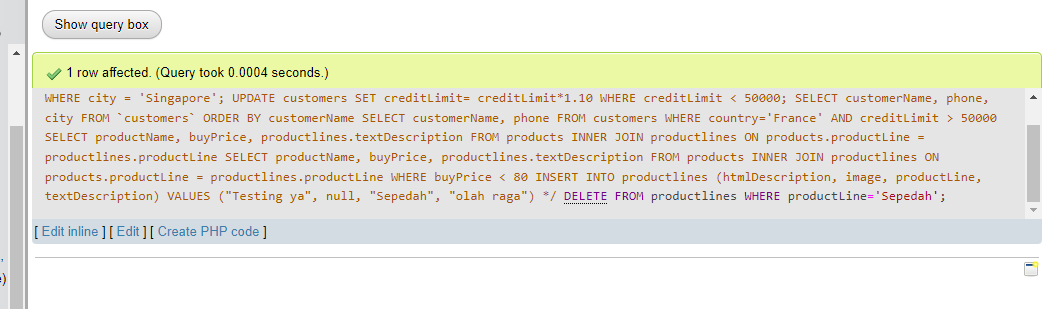 Show query box
1 row affected. (Query took 0.0004 seconds.)
WHERE city = 'Singapore'; UPDATE customers SET creditLimit= creditLimit*1.10 WHERE creditLimit < 50000; SELECT customerName, phone,
city FROM `customers` ORDER BY customerName SELECT customerName, phone FROM customers WHERE country='France' AND creditLimit > 50000
SELECT productName, buyPrice, productlines.textDescription FROM products INNER JOIN productlines ON products.productLine =
productlines.productLine SELECT productName, buyPrice, productlines.textDescription FROM products INNER JOIN productlines ON
products.productLine = productlines.productLine WHERE buyPrice < 80 INSERT INTO productlines (htmlDescription, image, productLine,
textDescription) VALUES ("Testing ya", null, "Sepedah", "olah raga") */ DELETE FROM productlines WHERE productLine='Sepedah';
[ Edit inline ] [ Edit ] [ Create PHP code ]